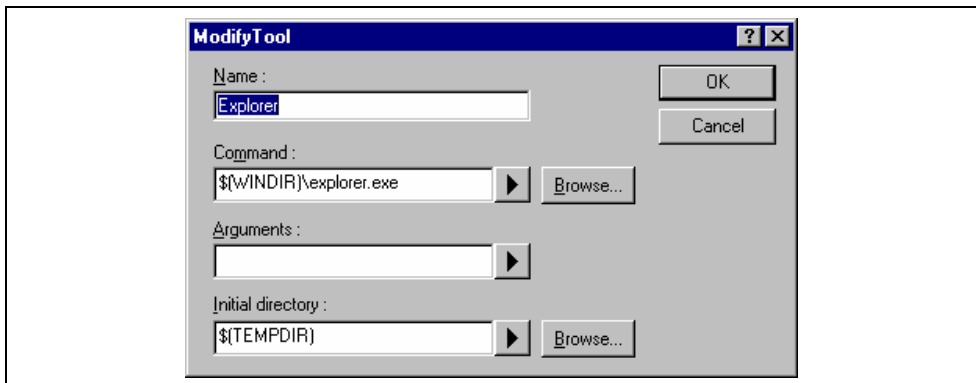 ModifyTool
Name :
Explorer
OK
Cancel
Command :
$(WINDIR)\explorer.exe
Browse...
Arguments :
Initial directory :
$(TEMPDIR)
Browse...